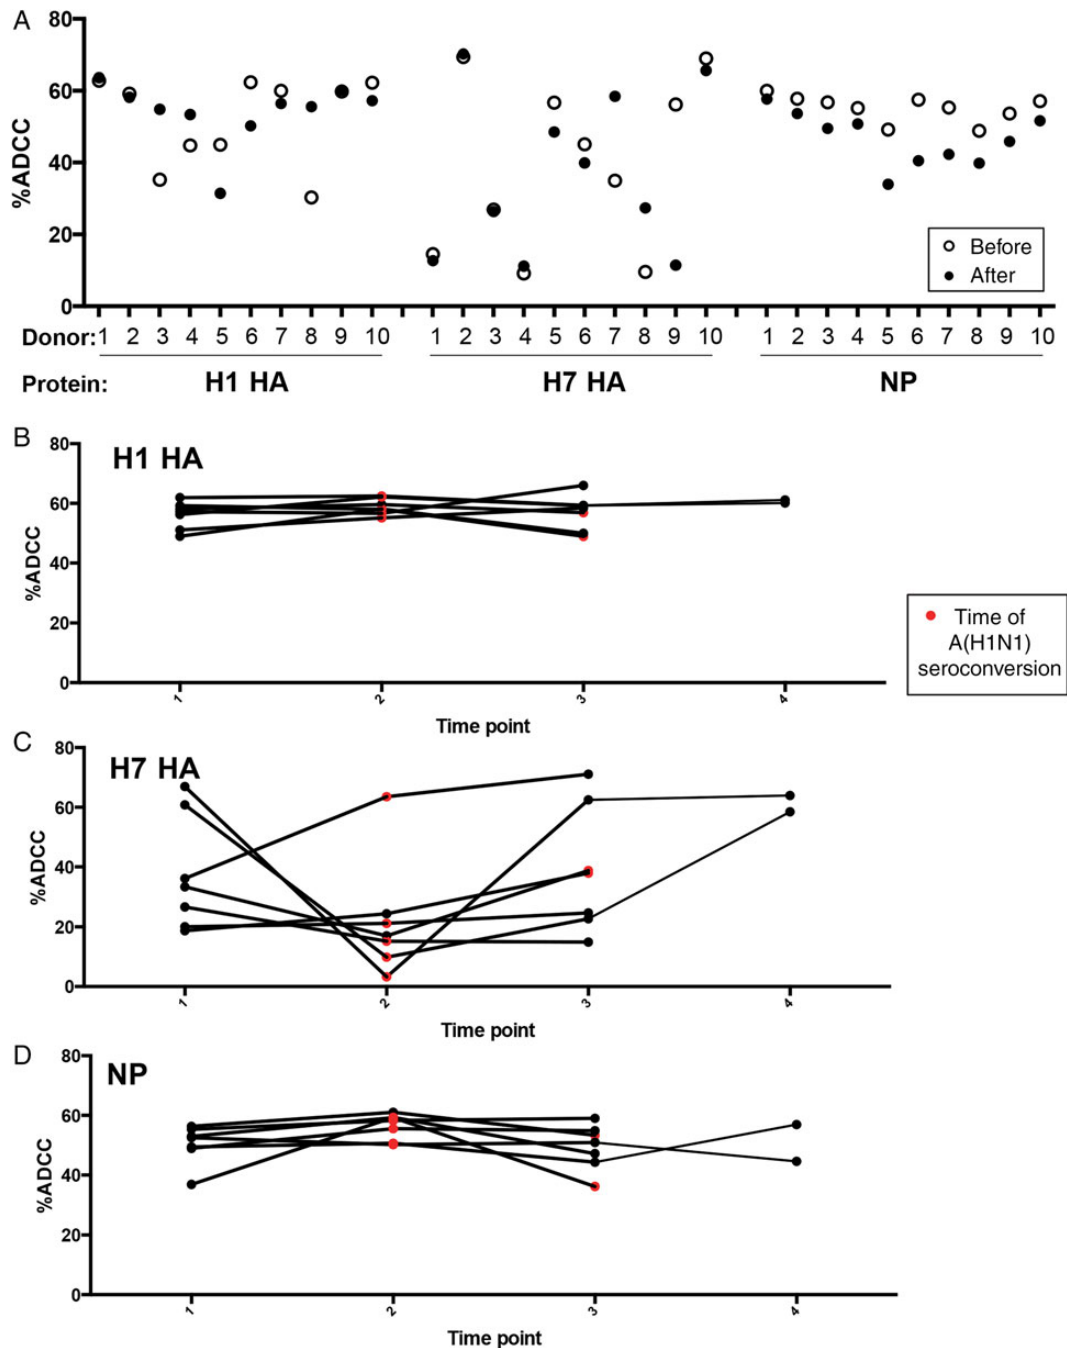 A
80
60
40
20
0
%ADCC
Before
After
Donor: 1 2 3 4 5 6 7 8 9 10 1 2 3 4 5 6 7 8 9 10 1 2 3 4 5 6 7 8 9 10
Protein: H1 HA H7 HA NP
B
H1 HA
80
60
40
20
0
%ADCC
1 2 3 4
Time point
Time of
A(H1N1)
seroconversion
C
H7 HA
80
60
40
20
0
%ADCC
1 2 3 4
Time point
D
NP
80
60
40
20
0
%ADCC
1 2 3 4
Time point